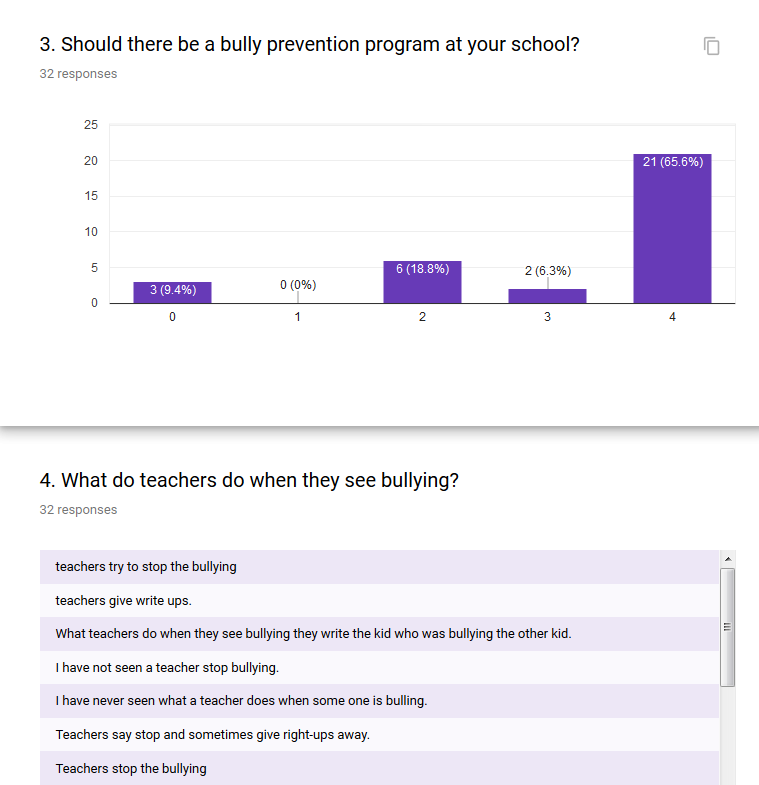 3. Should there be a bully prevention program at your school?
32 responses
25
20
15
10
5
0
3 (9.4%)
0 (0%)
6 (18.8%)
2 (6.3%)
21 (65.6%)
0
1
2
3
4
4. What do teachers do when they see bullying?
32 responses
teachers try to stop the bullying
teachers give write ups.
What teachers do when they see bullying they write the kid who was bullying the other kid.
I have not seen a teacher stop bullying.
I have never seen what a teacher does when some one is bulling.
Teachers say stop and sometimes give right-ups away.
Teachers stop the bullying